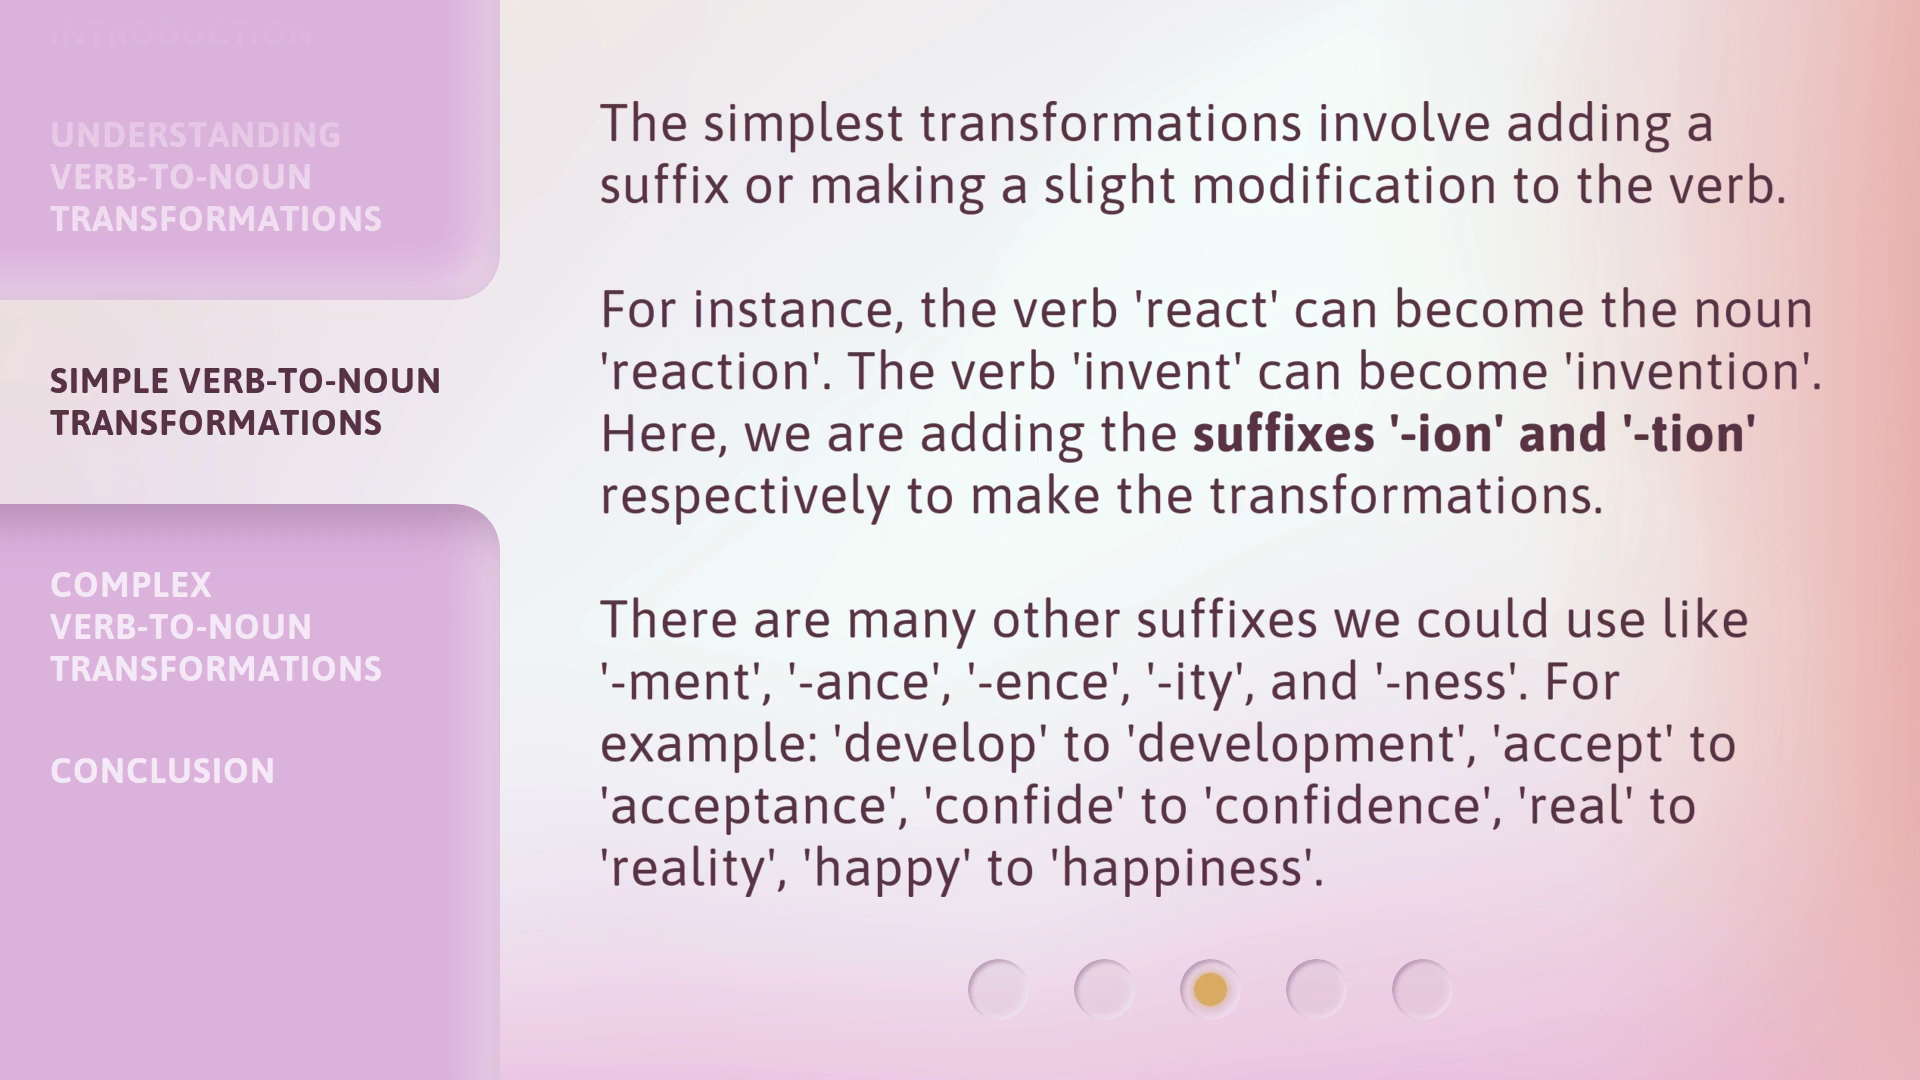 INTRODUCTION
UNDERSTANDING
VERB-TO-NOUN
TRANSFORMATIONS
SIMPLE VERB-TO-NOUN
TRANSFORMATIONS
COMPLEX
VERB-TO-NOUN
TRANSFORMATIONS
CONCLUSION
The simplest transformations involve adding a
suffix or making a slight modification to the verb.
For instance, the verb 'react' can become the noun
'reaction'. The verb 'invent' can become 'invention'.
Here, we are adding the suffixes '-ion' and '-tion'
respectively to make the transformations.
There are many other suffixes we could use like
'-ment', '-ance', '-ence', '-ity', and '-ness'. For
example: 'develop' to 'development', 'accept' to
'acceptance', 'confide' to 'confidence', 'real' to
'reality', 'happy' to 'happiness'.